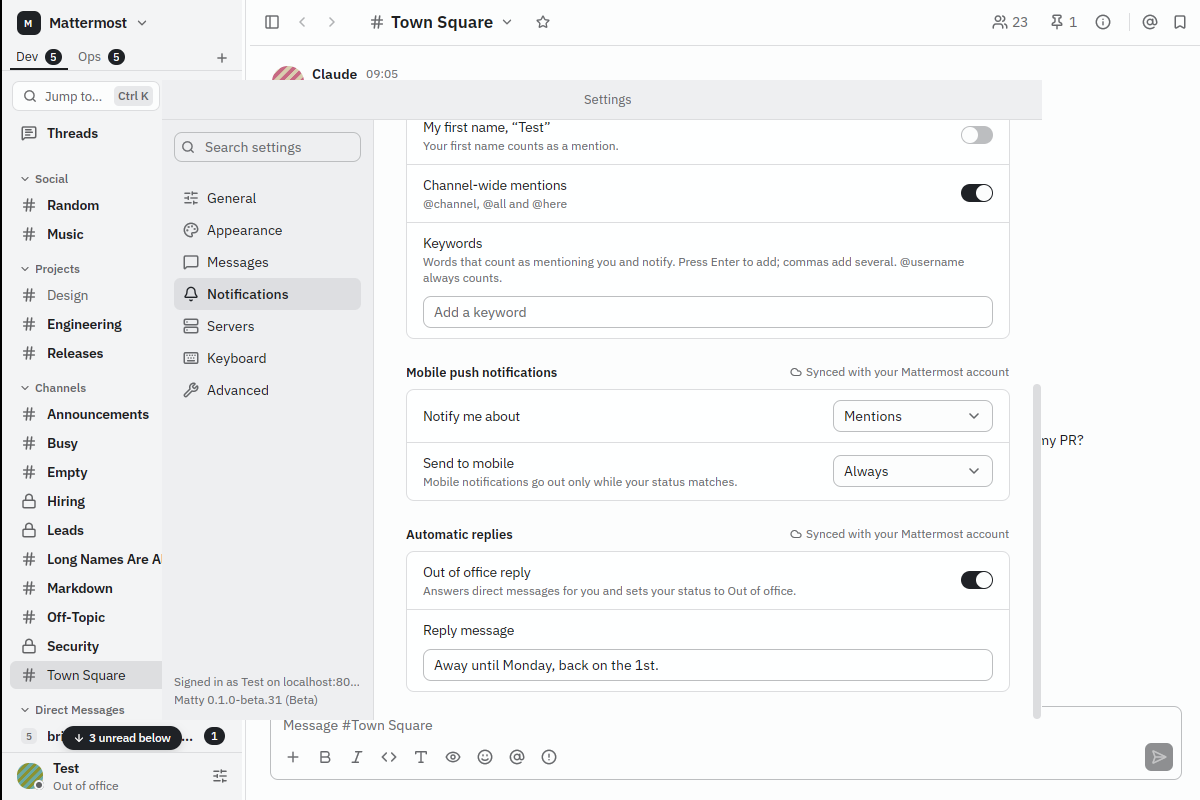 M Mattermost
Dev 5 Ops 5
Jump to... Ctrl K
Threads
Social
Random
Music
Projects
Design
Engineering
Releases
Channels
Announcements
Busy
Empty
Hiring
Leads
Long Names Are A
Markdown
Off-Topic
Security
Town Square
Direct Messages
5 bri ... 1
3 unread below
Test
Out of office
Town Square
23
1
Claude 09:05
my PR?
Message #Town Square
Settings
Search settings
General
Appearance
Messages
Notifications
Servers
Keyboard
Advanced
Signed in as Test on localhost:80...
Matty 0.1.0-beta.31 (Beta)
My first name, “Test”
Your first name counts as a mention.
Channel-wide mentions
@channel, @all and @here
Keywords
Words that count as mentioning you and notify. Press Enter to add; commas add several. @username
always counts.
Add a keyword
Mobile push notifications Synced with your Mattermost account
Notify me about Mentions
Send to mobile Always
Mobile notifications go out only while your status matches.
Automatic replies Synced with your Mattermost account
Out of office reply
Answers direct messages for you and sets your status to Out of office.
Reply message
Away until Monday, back on the 1st.